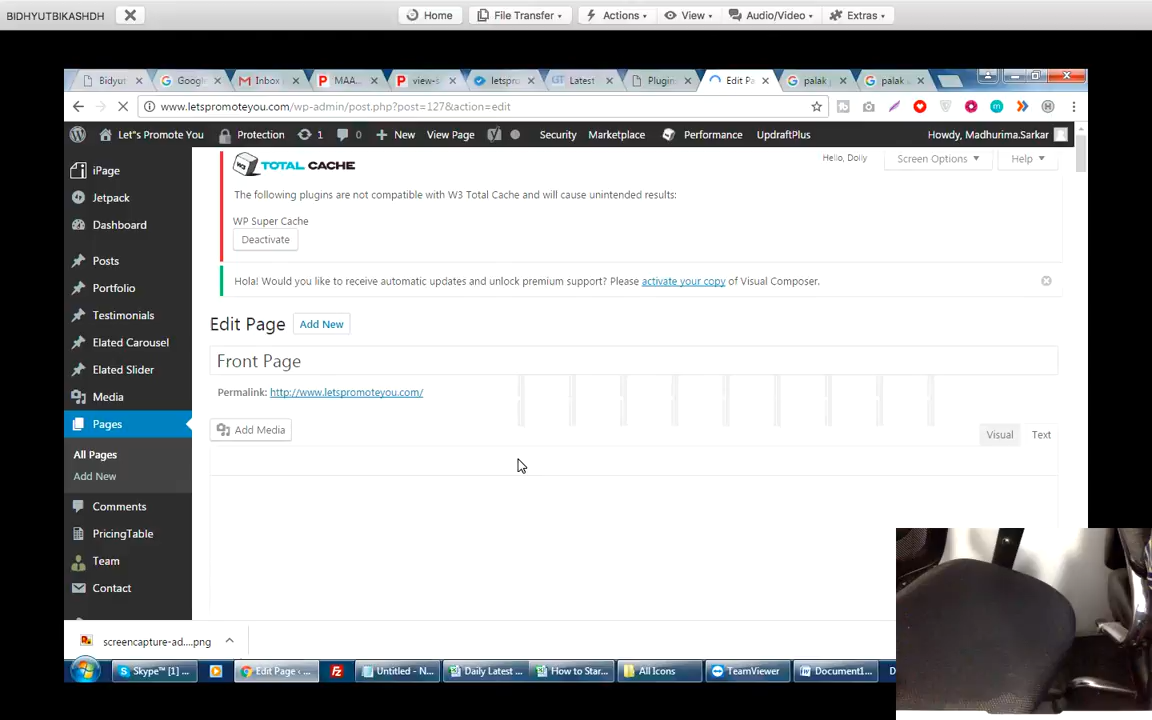 BIDHYUTBIKASHDH
Home File Transfer Actions View Audio/Video Extras
Bidyut Googl Inbox MAA... view-s letspro Latest Plugin Edit Pa palak palak
www.letspromoteyou.com/wp-admin/post.php?post=127&action=edit
Let"s Promote You Protection 1 0 New View Page Security Marketplace Performance UpdraftPlus Howdy, Madhurima.Sarkar
iPage
Jetpack
Dashboard
Posts
Portfolio
Testimonials
Elated Carousel
Elated Slider
Media
Pages
All Pages
Add New
Comments
PricingTable
Team
Contact
TOTAL CACHE
Hello, Dolly Screen Options Help
The following plugins are not compatible with W3 Total Cache and will cause unintended results:
WP Super Cache
Deactivate
Hola! Would you like to receive automatic updates and unlock premium support? Please activate your copy of Visual Composer.
Edit Page Add New
Front Page
Permalink: http://www.letspromoteyou.com/
Add Media
Visual Text
screencapture-ad....png
Skype™ [1] ... Edit Page - ... Untitled - N... Daily Latest ... How to Star... All Icons TeamViewer Document1...